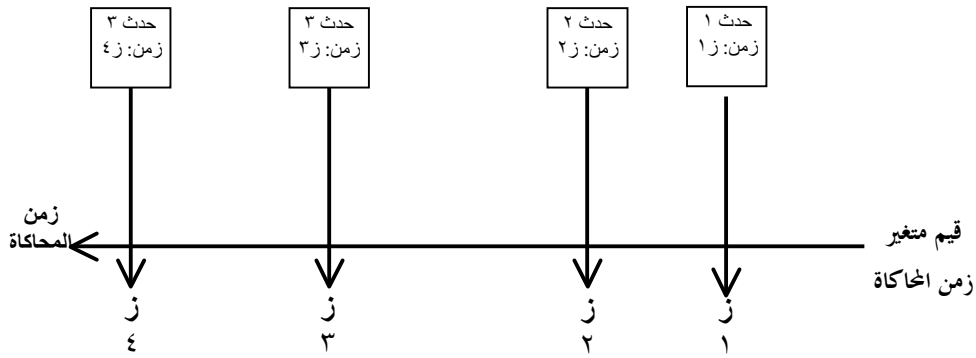 حدث ١
زمن: ز١
حدث ٢
زمن: ز٢
حدث ٣
زمن: ز٣
حدث ٣
زمن: ز٤
قيم متغير
زمن المحاكاة
زمن
المحاكاة
ز
١
ز
٢
ز
٣
ز
٤